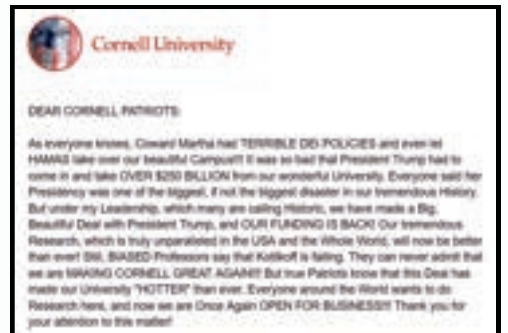 Cornell University
DEAR CORNELL PATRIOTS:
As everyone knows, Coward Martha had TERRIBLE DEI POLICIES and even let
HAMAS take over our beautiful Campus!!! It was so bad that President Trump had to
come in and take OVER $250 BILLION from our wonderful University. Everyone said her
Presidency was one of the biggest, if not the biggest disaster in our tremendous History.
But under my Leadership, which many are calling Historic, we have made a Big,
Beautiful Deal with President Trump, and OUR FUNDING IS BACK! Our tremendous
Research, which is truly unparalleled in the USA and the Whole World, will now be better
than ever! Still, BIASED Professors say that Kotlikoff is failing. They can never admit that
we are MAKING CORNELL GREAT AGAIN!!! But true Patriots know that this Deal has
made our University "HOTTER" than ever. Everyone around the World wants to do
Research here, and now we are Once Again OPEN FOR BUSINESS!!! Thank you for
your attention to this matter!